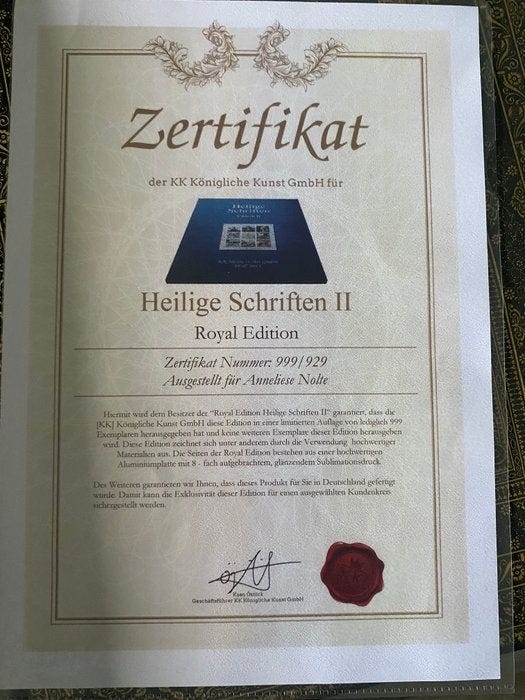 Zertifikat
der KK Königliche Kunst GmbH für
Heilige
Schriften
Heilige Schriften II
Royal Edition
Zertifikat Nummer: 999/929
Ausgestellt für Anneliese Nolte
Hiermit wird dem Besitzer der "Royal Edition Heilige Schriften II" garantiert, dass die
[KK] Königliche Kunst GmbH diese Edition in einer limitierten Auflage von lediglich 999
Exemplaren herausgegeben hat und keine weiteren Exemplare dieser Edition herausgeben
wird. Diese Edition zeichnet sich unter anderem durch die Verwendung hochwertiger
Materialien aus. Die Seiten der Royal Edition bestehen aus einer hochwertigen
Aluminiumplatte mit 8 - fach aufgebrachtem, glänzendem Sublimationsdruck.
Des Weiteren garantieren wir Ihnen, dass dieses Produkt für Sie in Deutschland gefertigt
wurde. Damit kann die Exklusivität dieser Edition für einen ausgewählten Kundenkreis
sichergestellt werden.
Geschäftsführer KK Königliche Kunst GmbH